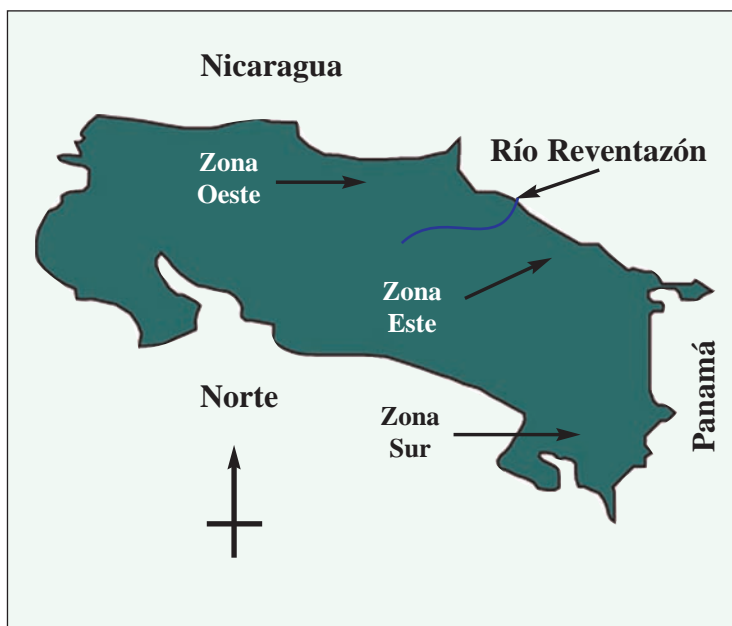 Nicaragua
Río Reventazón
Zona
Oeste
Zona
Este
Panamá
Norte
Zona
Sur